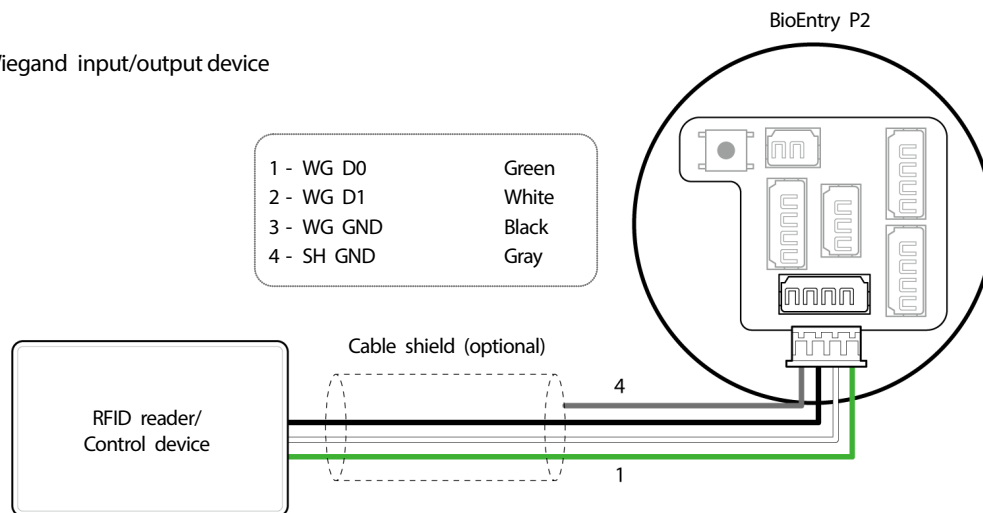 BioEntry P2
iegand input/output device
1 - WG D0 Green
2 - WG D1 White
3 - WG GND Black
4 - SH GND Gray
Cable shield (optional)
4
RFID reader/
Control device
1